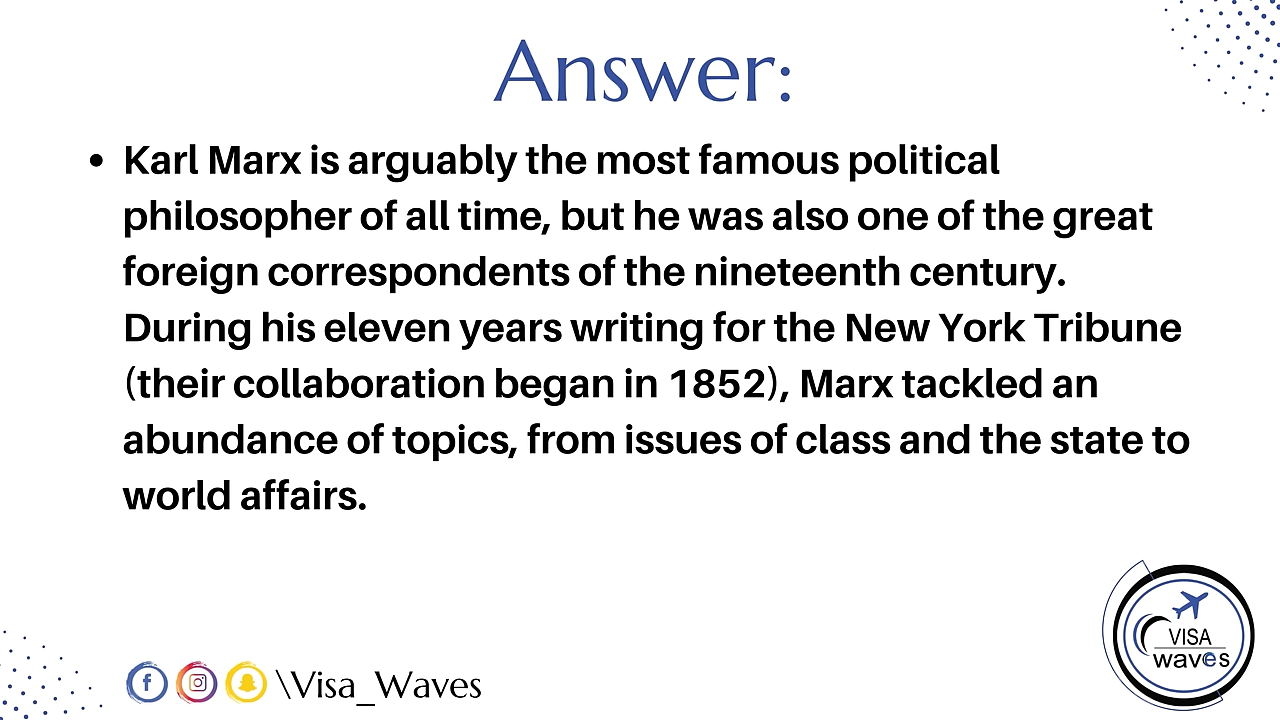 Answer:
• Karl Marx is arguably the most famous political
philosopher of all time, but he was also one of the great
foreign correspondents of the nineteenth century.
During his eleven years writing for the New York Tribune
(their collaboration began in 1852), Marx tackled an
abundance of topics, from issues of class and the state to
world affairs.
\Visa_Waves
VISA
waves